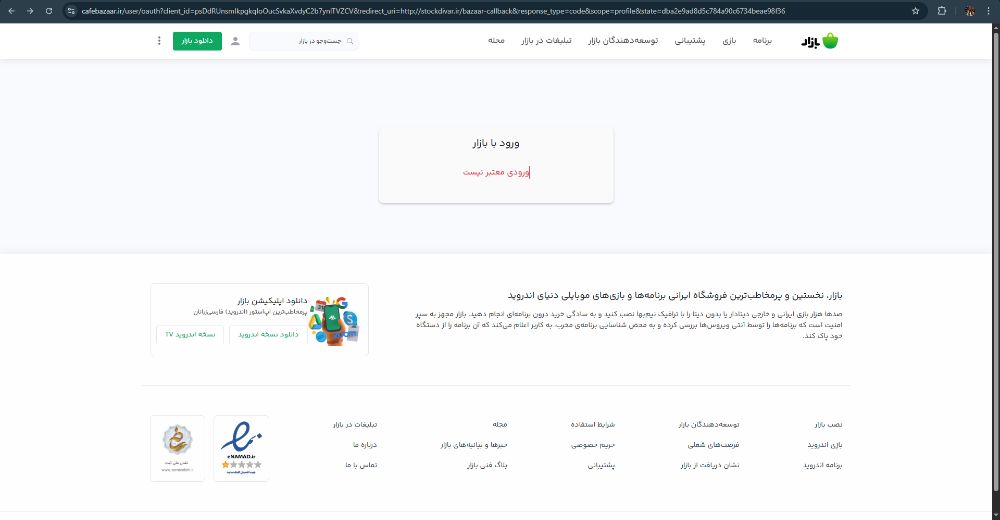 cafebazaar.ir/user/oauth?client_id=psDdRUnsmIkpgkqIoOucSvkaXvdyC2b7yniTVZCV&redirect_uri=http://stockdivar.ir/bazaar-callback&response_type=code&scope=profile&state=dba2e9ad8d5c784a90c6734beae98f36
بازار برنامه بازی پشتیبانی توسعه‌دهندگان بازار تبلیغات در بازار مجله جست‌وجو در بازار دانلود بازار
ورود با بازار
ورودی معتبر نیست
بازار، نخستین و پرمخاطب‌ترین فروشگاه ایرانی برنامه‌ها و بازی‌های موبایلی دنیای اندروید
صدها هزار بازی ایرانی و خارجی دیتادار یا بدون دیتا را با ترافیک نیم‌بها نصب کنید و به سادگی خرید درون برنامه‌ای انجام دهید. بازار مجهز به سپر
امنیت است که برنامه‌ها را توسط آنتی ویروس‌ها بررسی کرده و به محض شناسایی برنامه‌ی مخرب، به کاربر اعلام می‌کند که آن برنامه را از دستگاه
خود پاک کند.
دانلود اپلیکیشن بازار
پرمخاطب‌ترین اپ‌استور (اندروید) فارسی‌زبانان
دانلود نسخه اندروید نسخه اندروید TV
نصب بازار توسعه‌دهندگان بازار شرایط استفاده مجله تبلیغات در بازار
بازی اندروید فرصت‌های شغلی حریم خصوصی خبرها و بیانیه‌های بازار درباره ما
برنامه اندروید نشان دریافت از بازار پشتیبانی بلاگ فنی بازار تماس با ما
eNAMAD.ir